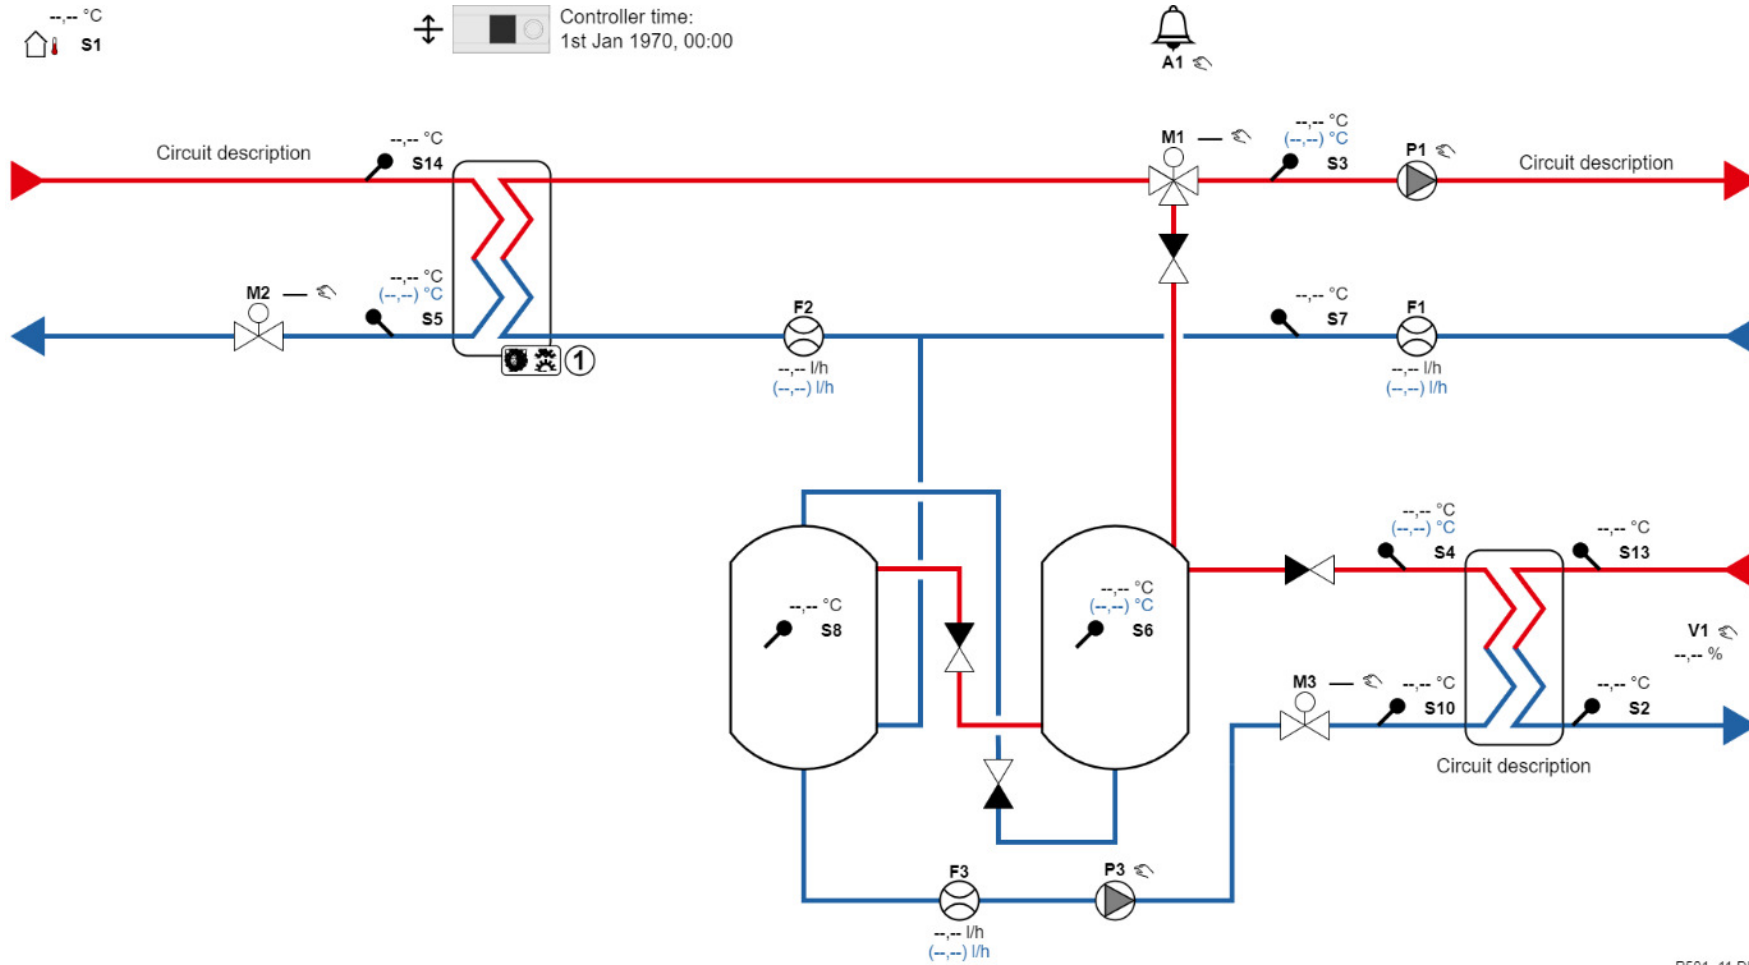 --,-- °C
S1
Controller time:
1st Jan 1970, 00:00
A1
Circuit description
--,-- °C
S14
M1
--,-- °C
(--,--) °C
S3
P1
Circuit description
M2
--,-- °C
(--,--) °C
S5
1
F2
--,-- l/h
(--,--) l/h
--,-- °C
S7
F1
--,-- l/h
(--,--) l/h
--,-- °C
S8
--,-- °C
(--,--) °C
S6
--,-- °C
(--,--) °C
S4
--,-- °C
S13
V1
--,-- %
M3
--,-- °C
S10
--,-- °C
S2
Circuit description
F3
--,-- l/h
(--,--) l/h
P3